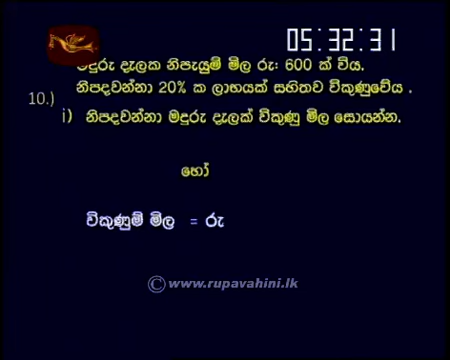 05:32:31
මදුරු දැලක නිපැයුම් මිල රු: 600 ක් විය.
10.) නිපදවන්නා 20% ක ලාභයක් සහිතව විකුණුවේය .
i) නිපදවන්නා මදුරු දැලක් විකුණු මිල සොයන්න.
හෝ
විකුණුම් මිල = රු
© www.rupavahini.lk